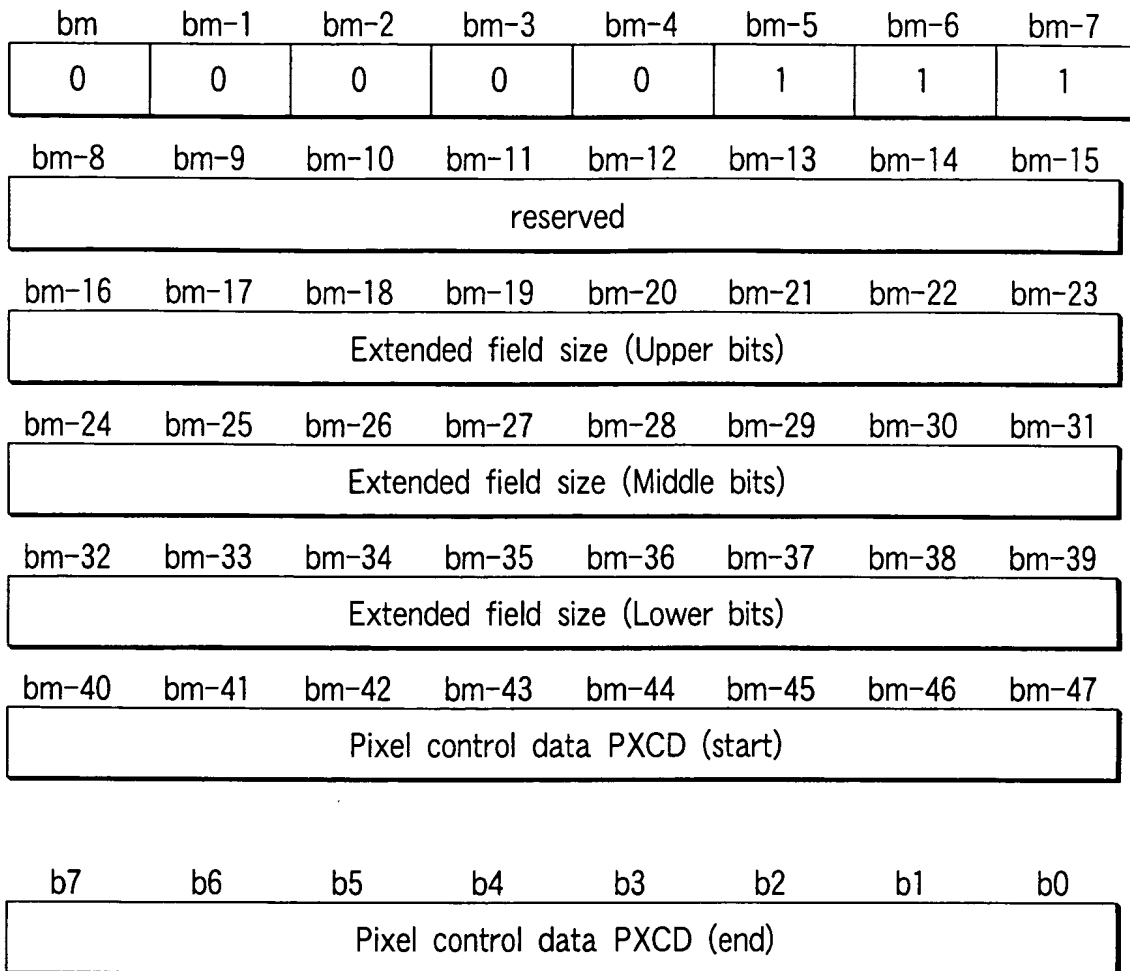 bm bm-1 bm-2 bm-3 bm-4 bm-5 bm-6 bm-7
0 0 0 0 0 1 1 1
bm-8 bm-9 bm-10 bm-11 bm-12 bm-13 bm-14 bm-15
reserved
bm-16 bm-17 bm-18 bm-19 bm-20 bm-21 bm-22 bm-23
Extended field size (Upper bits)
bm-24 bm-25 bm-26 bm-27 bm-28 bm-29 bm-30 bm-31
Extended field size (Middle bits)
bm-32 bm-33 bm-34 bm-35 bm-36 bm-37 bm-38 bm-39
Extended field size (Lower bits)
bm-40 bm-41 bm-42 bm-43 bm-44 bm-45 bm-46 bm-47
Pixel control data PXCD (start)
b7 b6 b5 b4 b3 b2 b1 b0
Pixel control data PXCD (end)